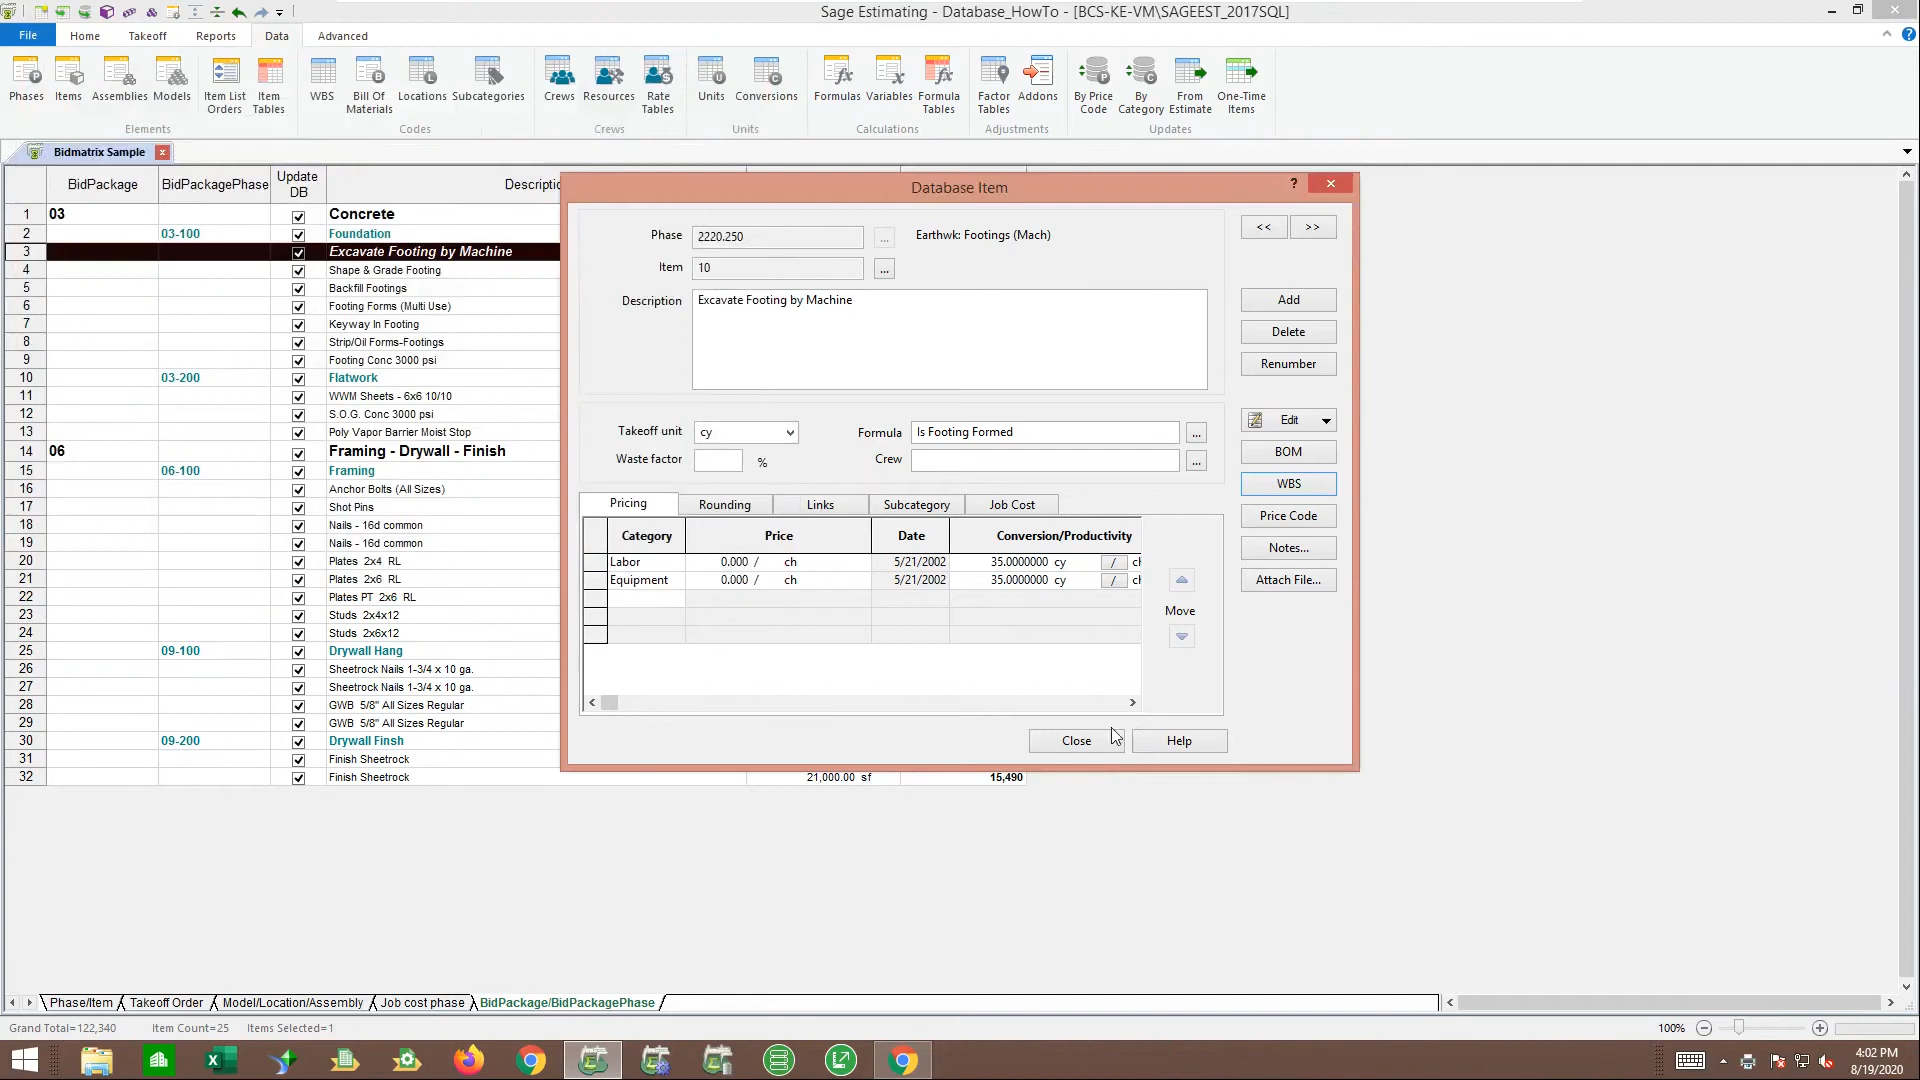 Sage Estimating - Database_HowTo - [BCS-KE-VM\SAGEEST_2017SQL]
File Home Takeoff Reports Data Advanced
Phases Items Assemblies Models Item List Orders Item Tables WBS Bill Of Materials Locations Subcategories Crews Resources Rate Tables Units Conversions Formulas Variables Formula Tables Factor Tables Addons By Price Code By Category From Estimate One-Time Items
Elements Codes Crews Units Calculations Adjustments Updates
Bidmatrix Sample
BidPackage BidPackagePhase Update DB Descriptio
1 03 Concrete
2 03-100 Foundation
3 Excavate Footing by Machine
4 Shape & Grade Footing
5 Backfill Footings
6 Footing Forms (Multi Use)
7 Keyway In Footing
8 Strip/Oil Forms-Footings
9 Footing Conc 3000 psi
10 03-200 Flatwork
11 WWM Sheets - 6x6 10/10
12 S.O.G. Conc 3000 psi
13 Poly Vapor Barrier Moist Stop
14 06 Framing - Drywall - Finish
15 06-100 Framing
16 Anchor Bolts (All Sizes)
17 Shot Pins
18 Nails - 16d common
19 Nails - 16d common
20 Plates 2x4 RL
21 Plates 2x6 RL
22 Plates PT 2x6 RL
23 Studs 2x4x12
24 Studs 2x6x12
25 09-100 Drywall Hang
26 Sheetrock Nails 1-3/4 x 10 ga.
27 Sheetrock Nails 1-3/4 x 10 ga.
28 GWB 5/8" All Sizes Regular
29 GWB 5/8" All Sizes Regular
30 09-200 Drywall Finsh
31 Finish Sheetrock
32 Finish Sheetrock 21,000.00 sf 15,490
Database Item
?
Phase 2220.250 ... Earthwk: Footings (Mach)
Item 10 ...
Description Excavate Footing by Machine
Takeoff unit cy Formula Is Footing Formed ...
Waste factor % Crew ...
Pricing Rounding Links Subcategory Job Cost
Category Price Date Conversion/Productivity
Labor 0.000 / ch 5/21/2002 35.0000000 cy / ch
Equipment 0.000 / ch 5/21/2002 35.0000000 cy / ch
Move
<< >>
Add
Delete
Renumber
Edit
BOM
WBS
Price Code
Notes...
Attach File...
Close Help
Phase/Item Takeoff Order Model/Location/Assembly Job cost phase BidPackage/BidPackagePhase
Grand Total=122,340 Item Count=25 Items Selected=1 100%
4:02 PM
8/19/2020